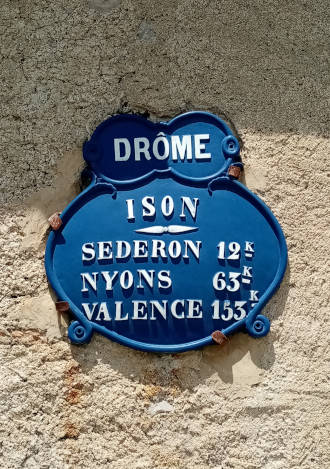 DRÔME
ISON
SEDERON 12K
NYONS 63K
VALENCE 153K